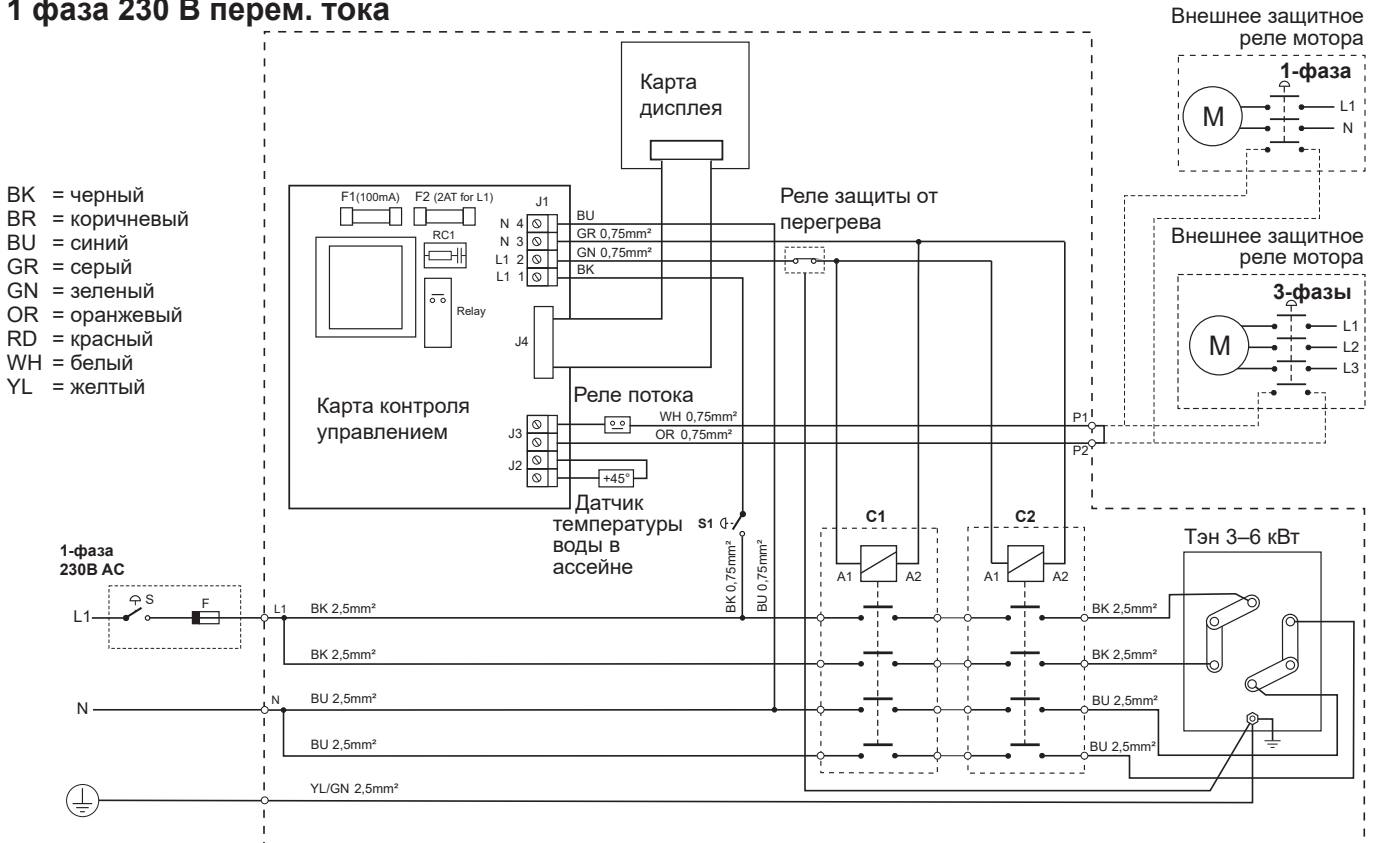 1 фаза 230 В перем. тока
Внешнее защитное
реле мотора
1-фаза
M
L1
N
Карта
дисплея
BK = черный
BR = коричневый
BU = синий
GR = серый
GN = зеленый
OR = оранжевый
RD = красный
WH = белый
YL = желтый
F1(100mA)
F2 (2AT for L1)
J1
RC1
N 4
N 3
L1 2
L1 1
BU
GR 0,75mm²
GN 0,75mm²
BK
Реле защиты от
перегрева
Relay
J4
Внешнее защитное
реле мотора
3-фазы
M
L1
L2
L3
Карта контроля
управлением
Реле потока
WH 0,75mm²
OR 0,75mm²
J3
J2
+45°
P1
P2
Датчик
температуры
воды в
ассейне
S1
BK 0,75mm²
BU 0,75mm²
C1
C2
A1
A2
A1
A2
Тэн 3–6 кВт
1-фаза
230В AC
S
F
L1
L1
BK 2,5mm²
BK 2,5mm²
BK 2,5mm²
BK 2,5mm²
N
N
BU 2,5mm²
BU 2,5mm²
BU 2,5mm²
BU 2,5mm²
YL/GN 2,5mm²